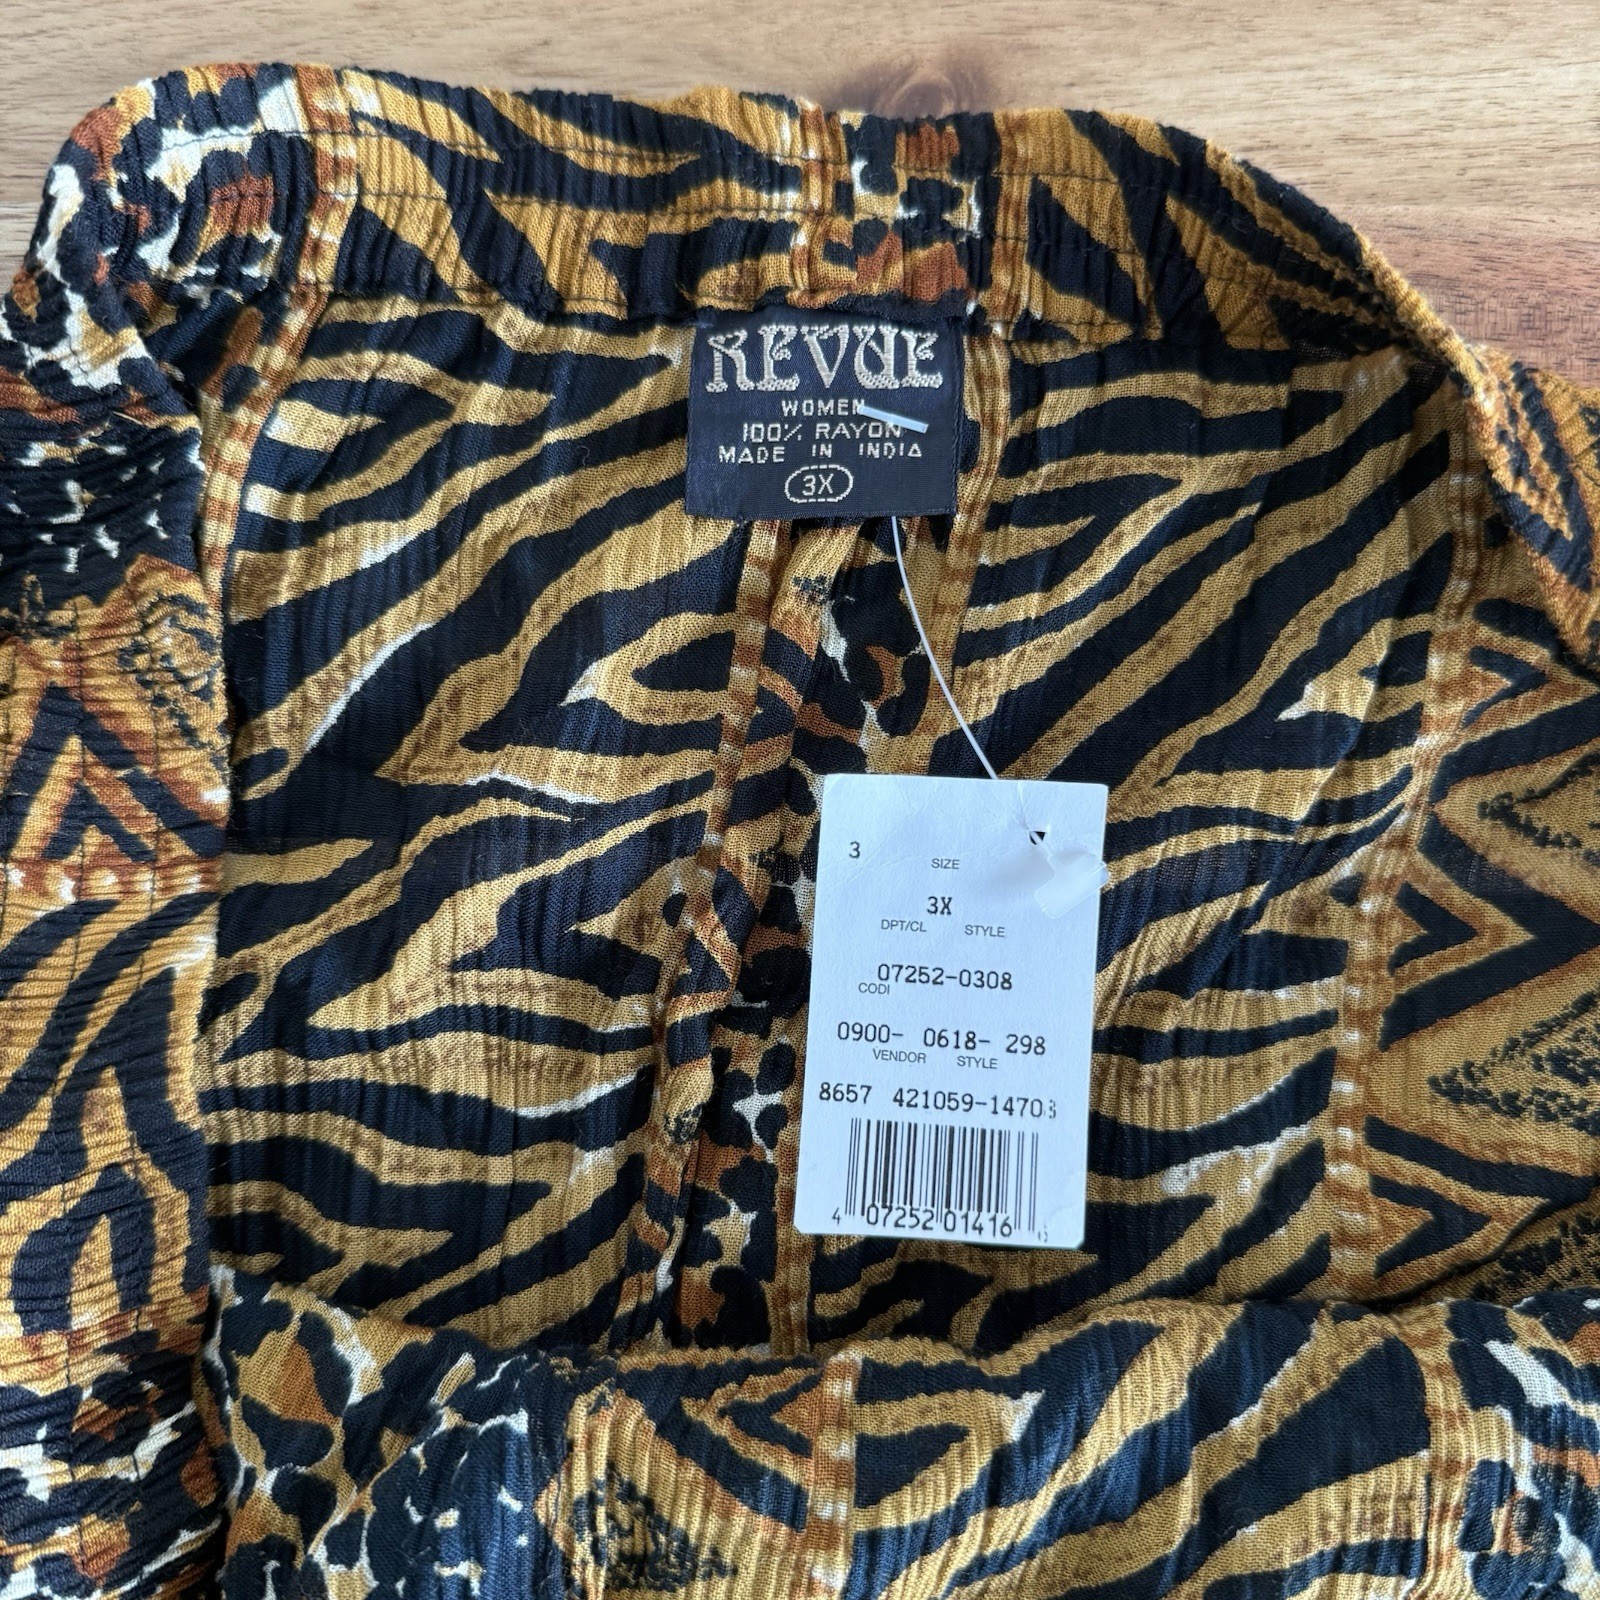 REVUE
WOMEN
100% RAYON
MADE IN INDIA
3X
3
SIZE
3X
DPT/CL STYLE
07252-0308
CODI
0900- 0618- 298
VENDOR STYLE
8657 421059-14703
4 07252 01416